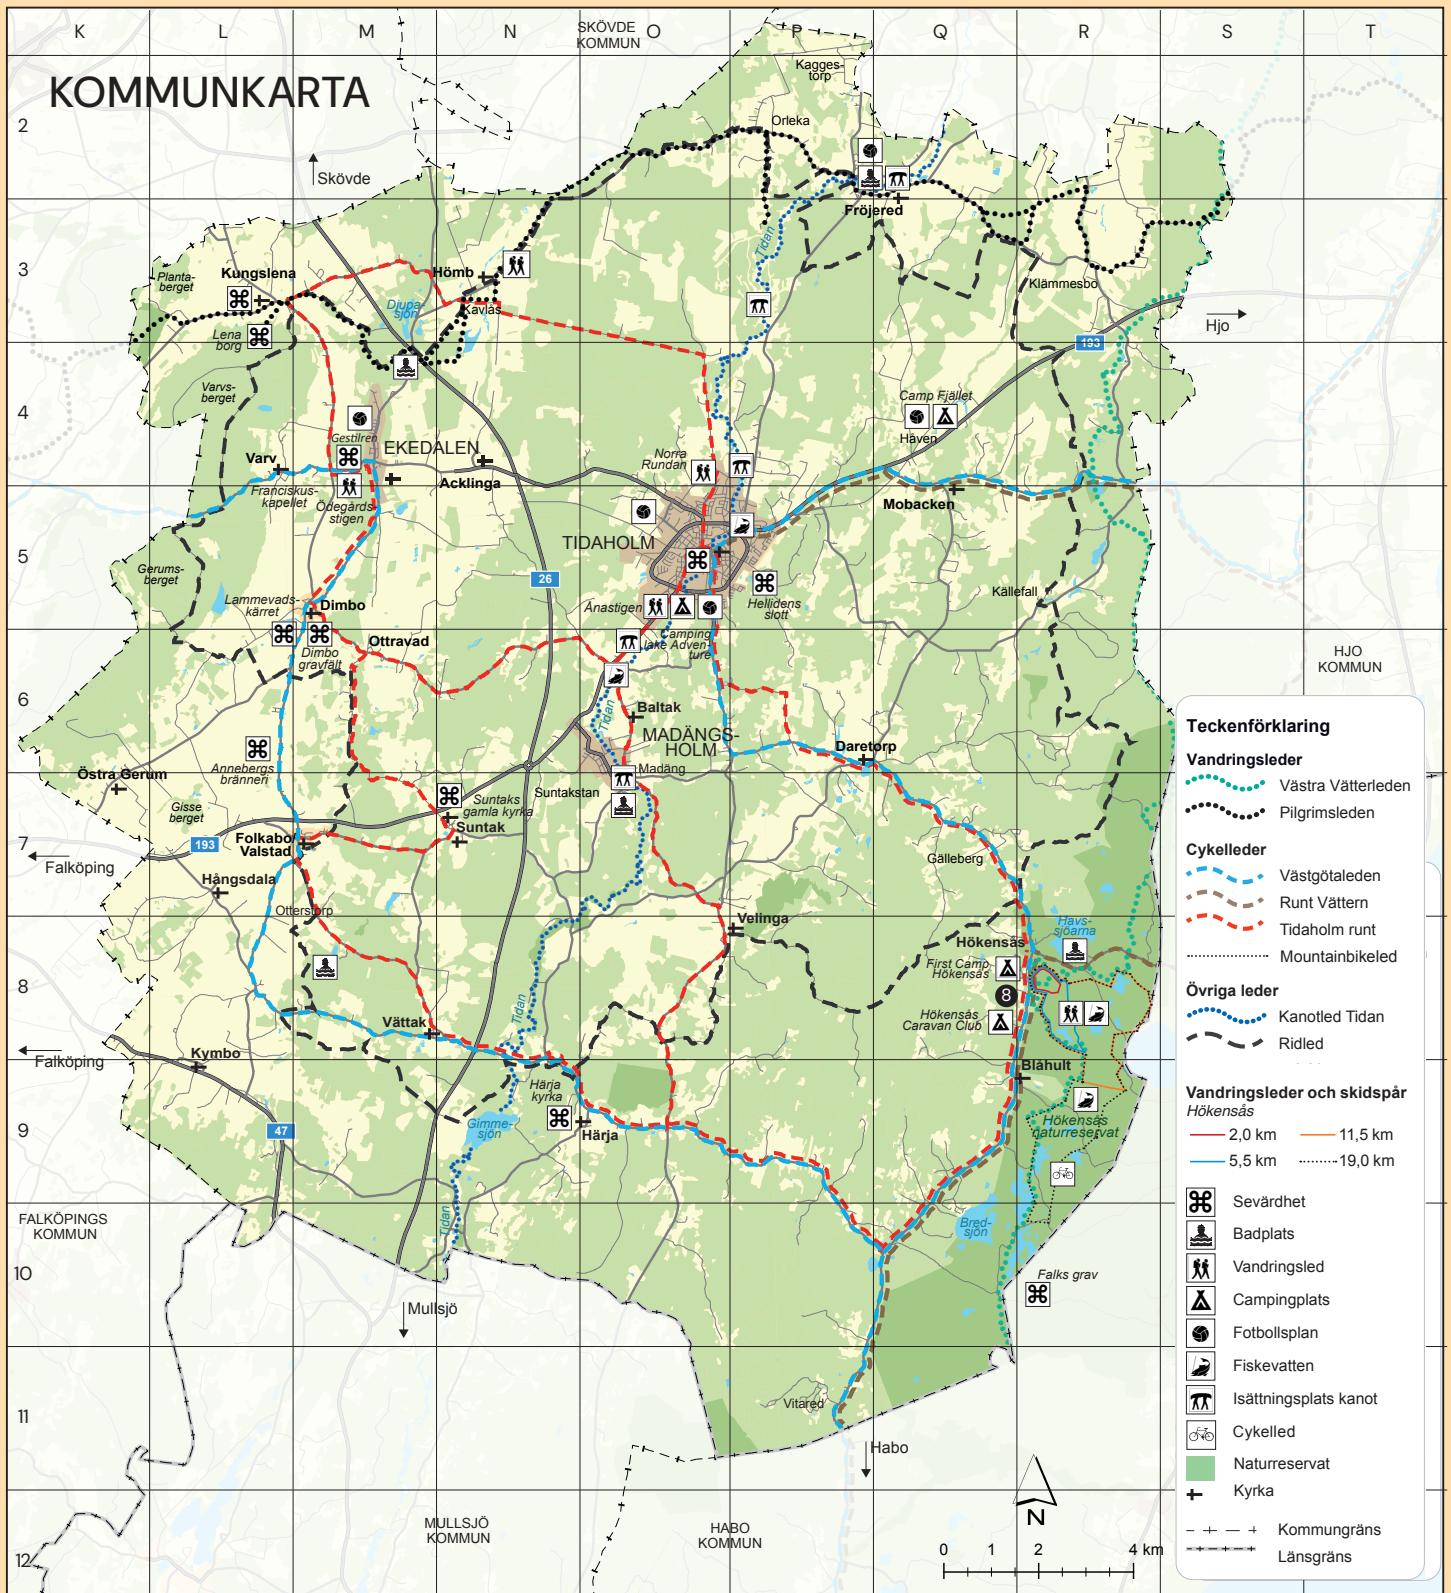 K
L
M
N
O
P
Q
R
S
T
SKÖVDE
KOMMUN
KOMMUNKARTA
2
3
4
5
6
7
8
9
10
11
12
Kagges-
torp
Orleka
Skövde
Fröjered
Tidan
Planta-
berget
Kungslena
Hömb
Kavlås
Djupa-
sjön
Lena
borg
Klämmesbo
Hjo
193
Varvs-
berget
Camp Fjället
Håven
Gestilren
EKEDALEN
Norra
Rundan
Varv
Acklinga
Franciskus-
kapellet
Ödegårds-
stigen
Mobacken
TIDAHOLM
Gerums-
berget
26
Lammevads-
kärret
Dimbo
Anastigen
Hellidens
slott
Källefall
Dimbo
gravfält
Ottravad
Camping
lake Adven-
ture
HJO
KOMMUN
Tidan
Baltak
MADÄNGS-
HOLM
Madäng
Daretorp
Annebergs
bränneri
Östra Gerum
Suntakstan
Suntaks
gamla kyrka
Suntak
Gisse
berget
193
Folkabo
Valstad
Falköping
Hångsdala
Gälleberg
Otterstorp
Velinga
Havs-
sjöarna
Hökensås
First Camp
Hökensås
8
Hökensås
Caravan Club
Tidan
Vättak
Falköping
Kymbo
Blåhult
Härja
kyrka
Gimme-
sjön
Härja
47
Hökensås
naturreservat
FALKÖPINGS
KOMMUN
Tidan
Bred-
sjön
Falks grav
Mullsjö
Vitared
Habo
MULLSJÖ
KOMMUN
HABO
KOMMUN
N
0 1 2 4 km
Teckenförklaring
Vandringsleder
Västra Vätterleden
Pilgrimsleden
Cykelleder
Västgötaleden
Runt Vättern
Tidaholm runt
Mountainbikeled
Övriga leder
Kanotled Tidan
Ridled
Vandringsleder och skidspår
Hökensås
2,0 km 11,5 km
5,5 km 19,0 km
Sevärdhet
Badplats
Vandringsled
Campingplats
Fotbollsplan
Fiskevatten
Isättningsplats kanot
Cykelled
Naturreservat
Kyrka
Kommungräns
Länsgräns